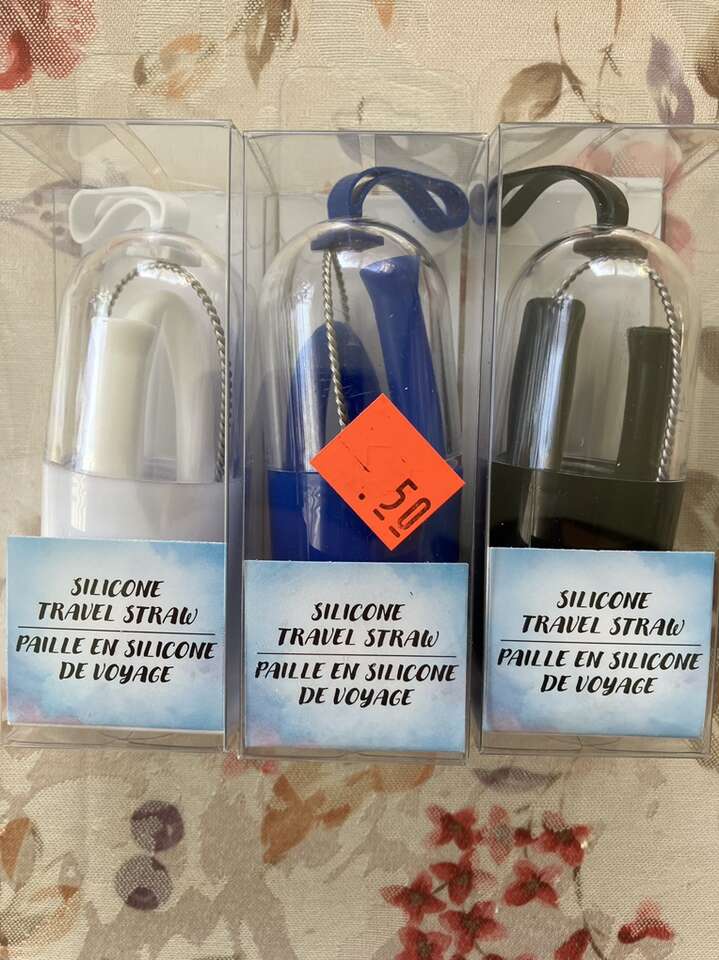 .50
SILICONE
TRAVEL STRAW
PAILLE EN SILICONE
DE VOYAGE
SILICONE
TRAVEL STRAW
PAILLE EN SILICONE
DE VOYAGE
SILICONE
TRAVEL STRAW
PAILLE EN SILICONE
DE VOYAGE